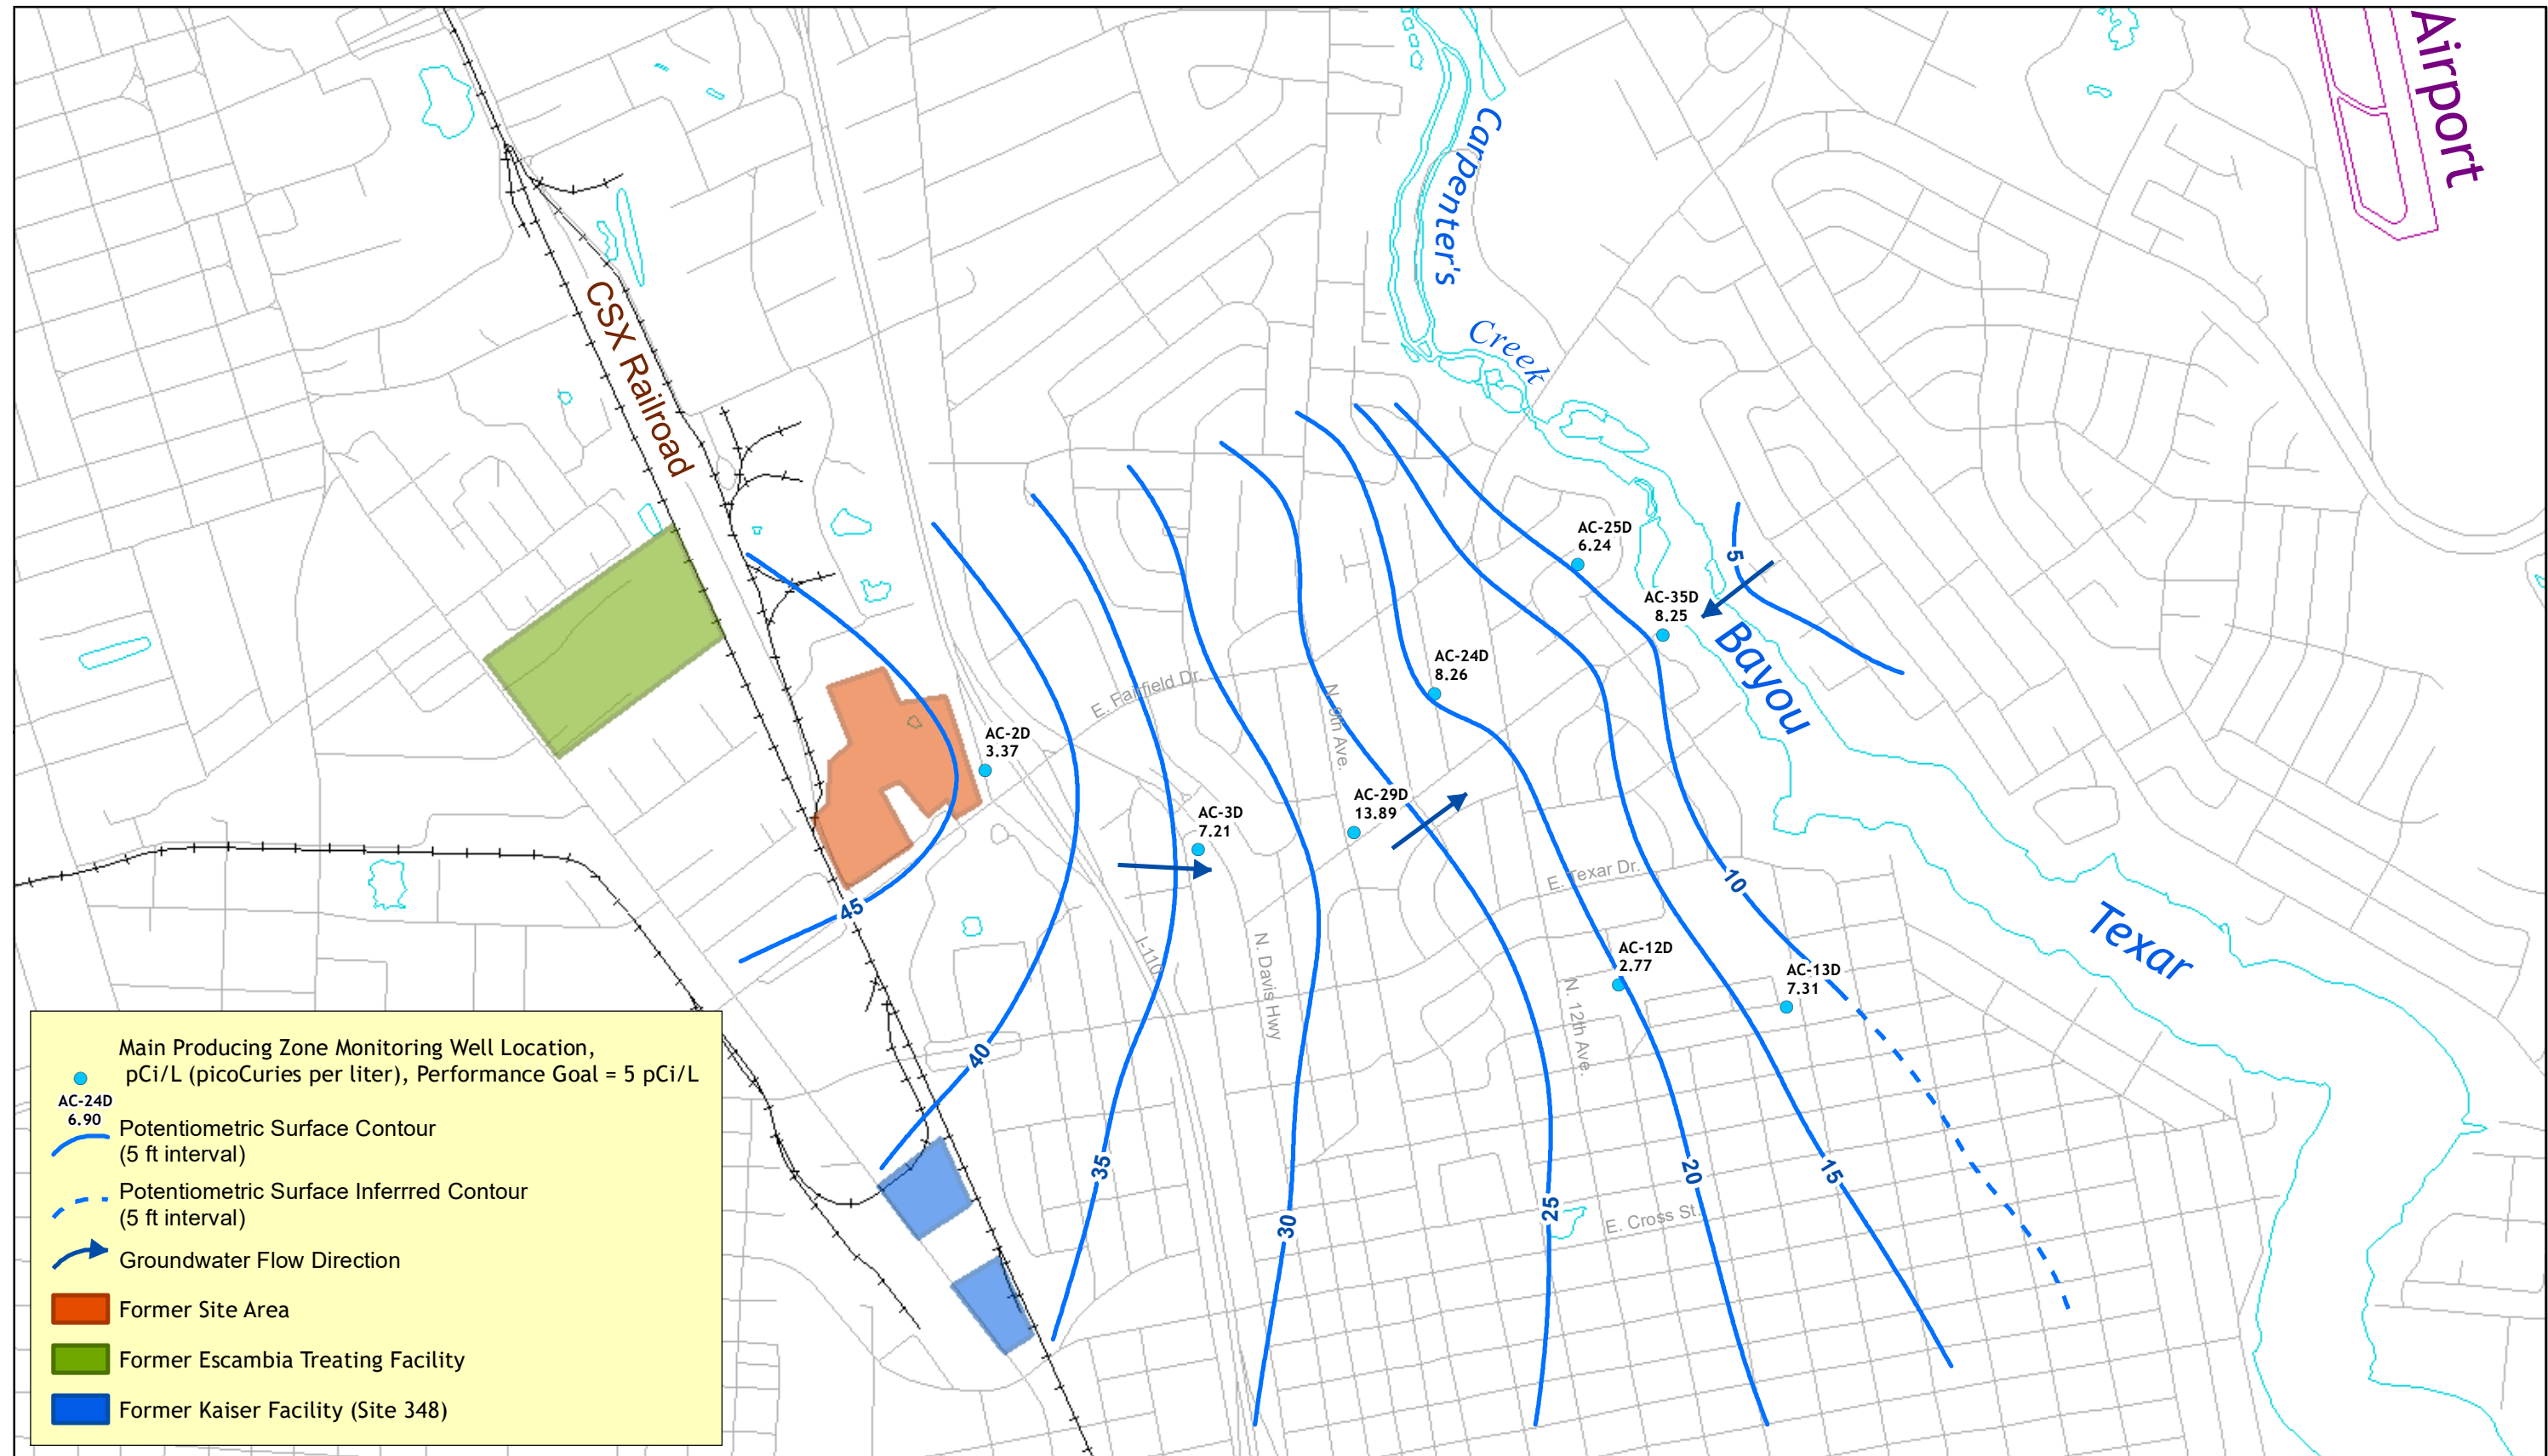 Airport
Carpenter's
Creek
CSX Railroad
AC-25D
6.24
5
AC-35D
8.25
Bayou
AC-24D
8.26
E. Fairfield Dr.
N. 9th Ave.
AC-2D
3.37
AC-29D
13.89
AC-3D
7.21
E. Texar Dr.
10
45
Texar
I-110
N. Davis Hwy
AC-12D
2.77
AC-13D
7.31
N. 12th Ave.
40
35
20
15
25
30
E. Cross St.
Main Producing Zone Monitoring Well Location,
pCi/L (picoCuries per liter), Performance Goal = 5 pCi/L
AC-24D
6.90
Potentiometric Surface Contour
(5 ft interval)
Potentiometric Surface Inferrred Contour
(5 ft interval)
Groundwater Flow Direction
Former Site Area
Former Escambia Treating Facility
Former Kaiser Facility (Site 348)